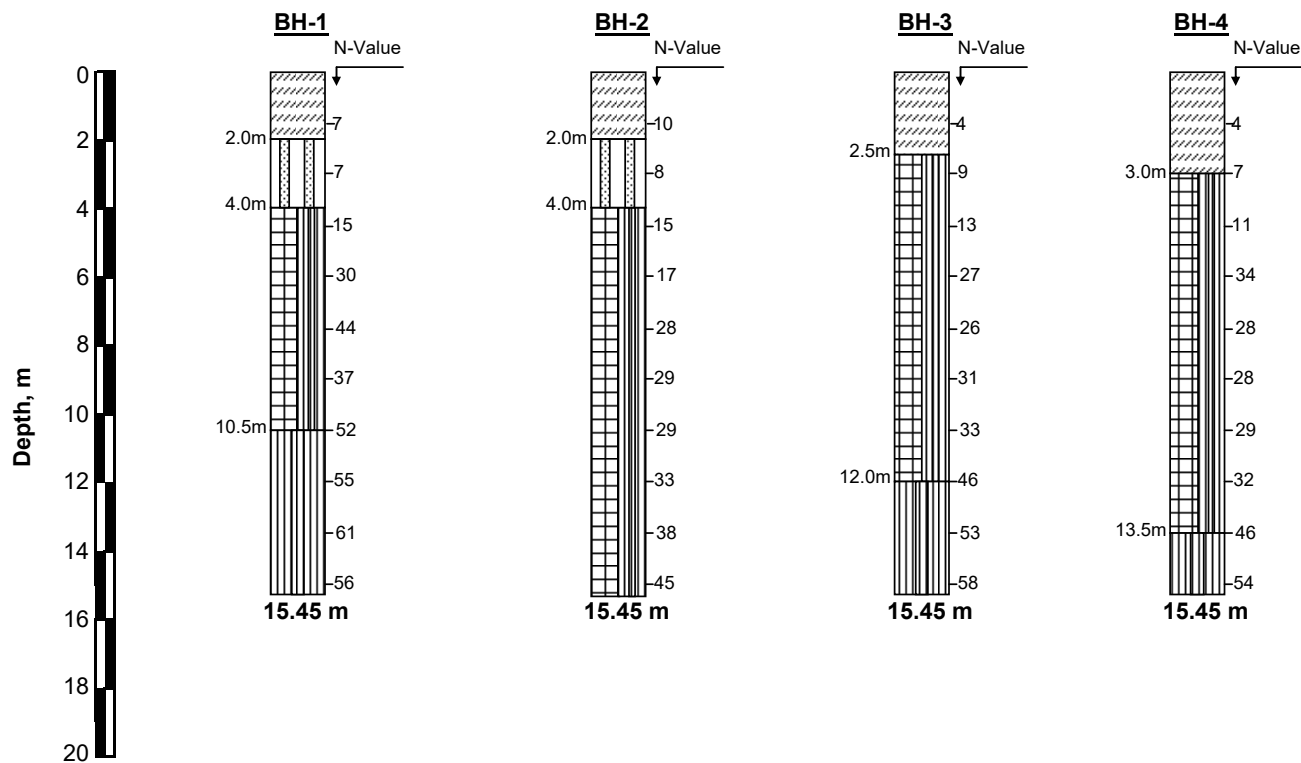 BH-1 BH-2 BH-3 BH-4
N-Value N-Value N-Value N-Value
0
7 10 4 4
2 2.0m 2.0m
2.5m
7 8 9 3.0m 7
4 4.0m 4.0m
15 15 13 11
6 30 17 27 34
44 28 26 28
8
37 29 31 28
10 10.5m 52 29 33 29
12 55 33 12.0m 46 32
61 38 53 13.5m 46
14
56 45 58 54
15.45 m 15.45 m 15.45 m 15.45 m
16
18
20
Depth, m